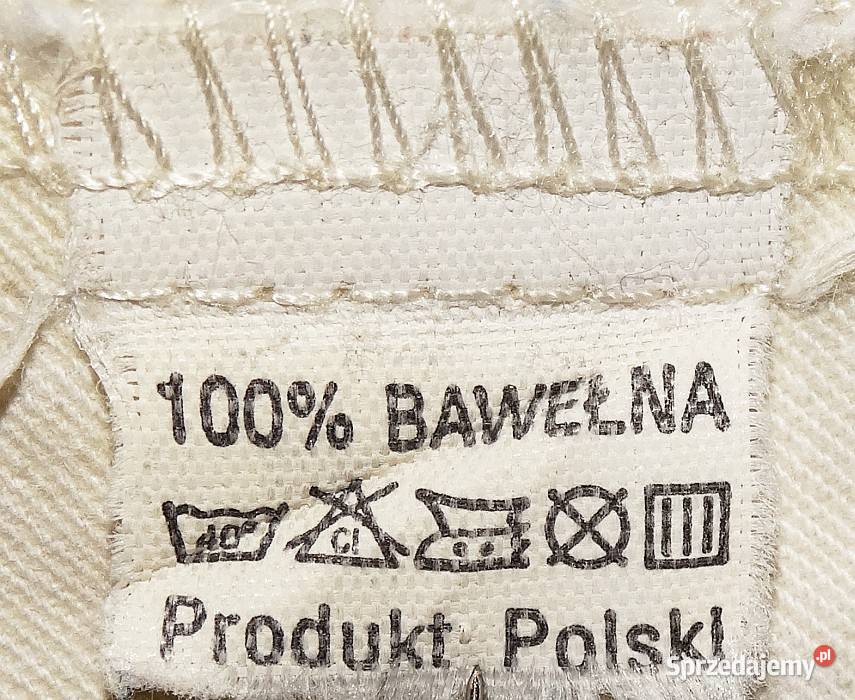 100% BAWEŁNA
40°
Cl
Produkt Polski
Sprzedajemy.pl